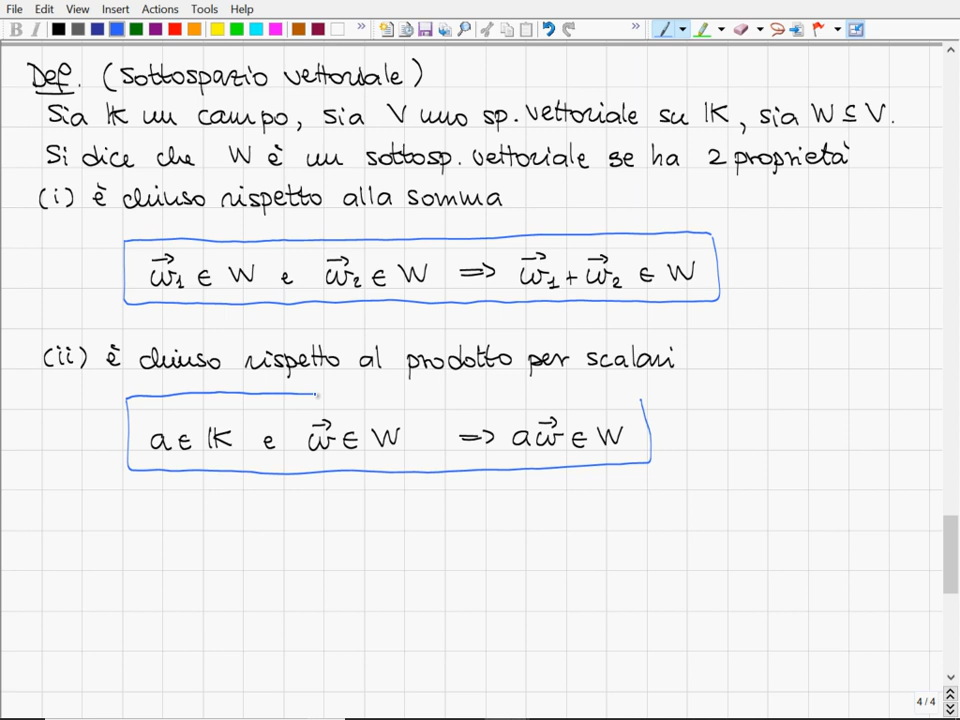 File Edit View Insert Actions Tools Help
B I
Def. (Sottospazio vettoriale)
Sia K un campo, sia V uno sp. vettoriale su K, sia W ⊆ V.
Si dice che W è un sottosp. vettoriale se ha 2 proprietà
(i) è chiuso rispetto alla somma
w⃗₁ ∈ W e w⃗₂ ∈ W => w⃗₁ + w⃗₂ ∈ W
(ii) è chiuso rispetto al prodotto per scalari
a ∈ K e w⃗ ∈ W => a w⃗ ∈ W
4 / 4